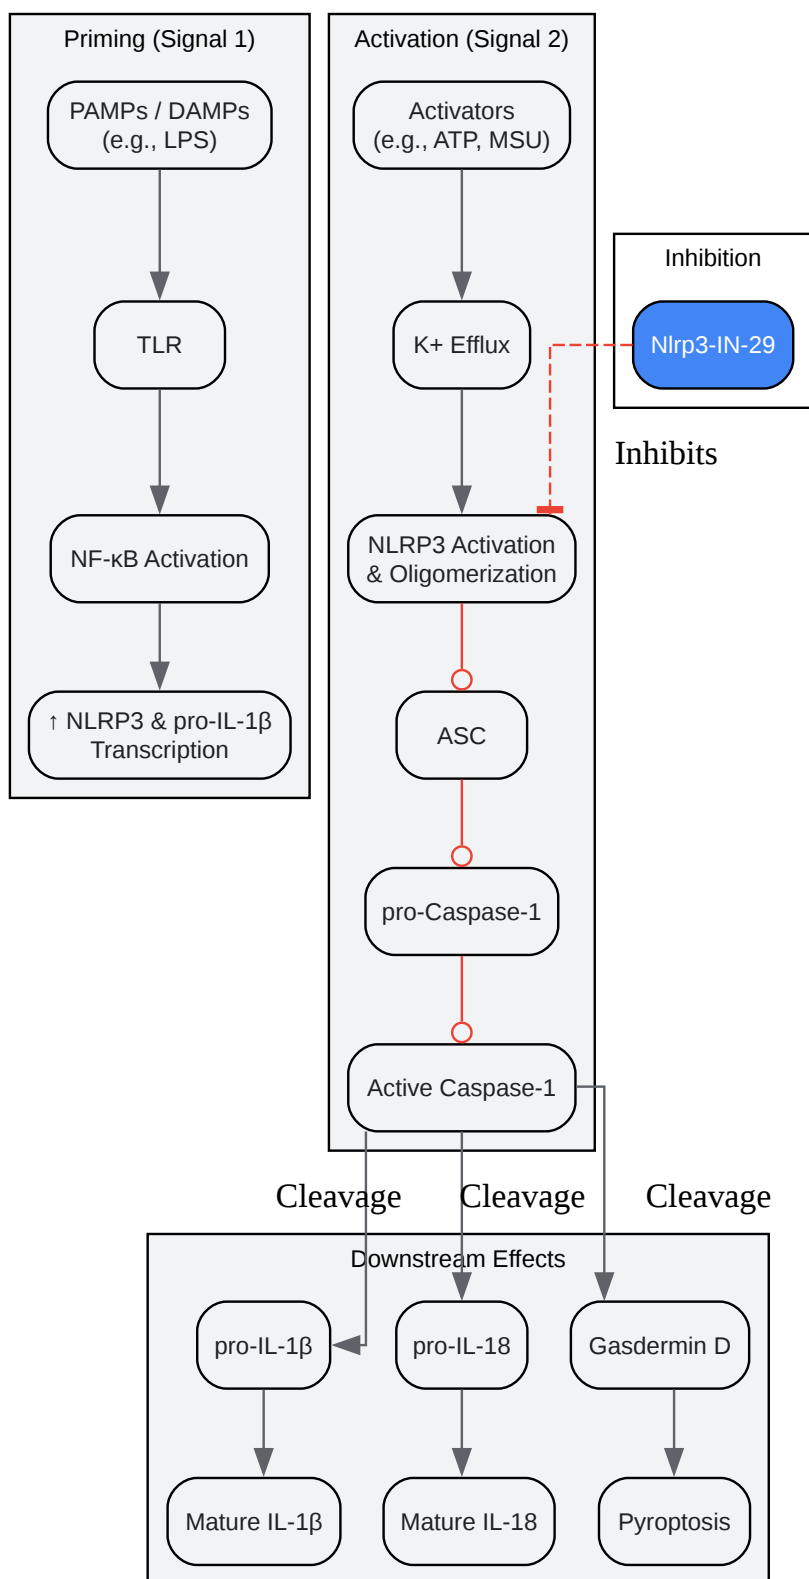 Priming (Signal 1)
PAMPs / DAMPs
(e.g., LPS)
TLR
NF-κB Activation
↑ NLRP3 & pro-IL-1β
Transcription
Activation (Signal 2)
Activators
(e.g., ATP, MSU)
K+ Efflux
NLRP3 Activation
& Oligomerization
ASC
pro-Caspase-1
Active Caspase-1
Inhibition
Nlrp3-IN-29
Inhibits
Cleavage
Cleavage
Cleavage
Downstream Effects
pro-IL-1β
pro-IL-18
Gasdermin D
Mature IL-1β
Mature IL-18
Pyroptosis